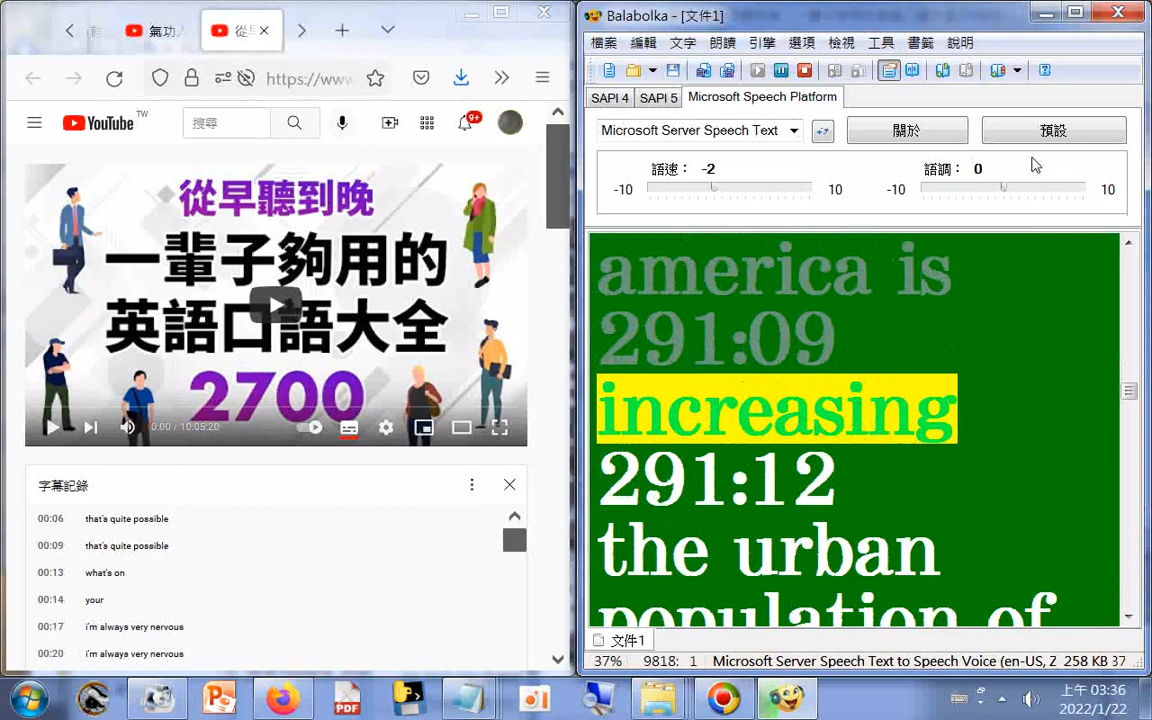 從
https://www
YouTube TW
搜尋
9+
從早聽到晚
一輩子夠用的
英語口語大全
2700
0:00 / 10:05:20
字幕記錄
00:06 that's quite possible
00:09 that's quite possible
00:13 what's on
00:14 your
00:17 i'm always very nervous
00:20 i'm always very nervous
Balabolka - [文件1]
檔案 編輯 文字 朗讀 引擎 選項 檢視 工具 書籤 說明
SAPI 4 SAPI 5 Microsoft Speech Platform
Microsoft Server Speech Text 關於 預設
語速： -2 語調： 0
-10 10 -10 10
america is
291:09
increasing
291:12
the urban
population of
文件1
37% 9818: 1 Microsoft Server Speech Text to Speech Voice (en-US, Z 258 KB 37
PDF
上午 03:36
2022/1/22